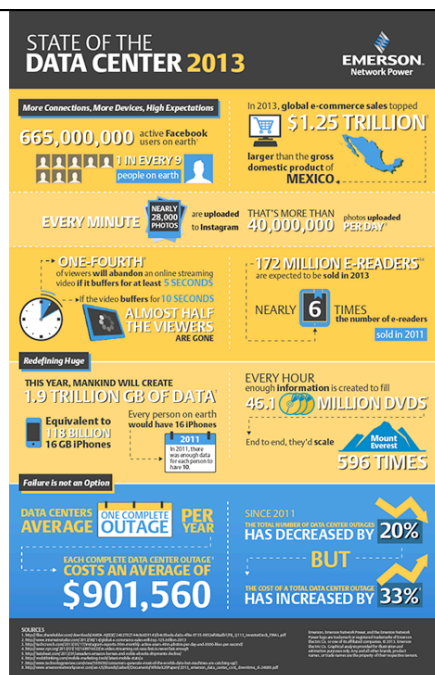 STATE OF THE
DATA CENTER 2013
EMERSON
Network Power
More Connections, More Devices, High Expectations
665,000,000 active Facebook
users on earth
1 IN EVERY 9
people on earth
In 2013, global e-commerce sales topped
$1.25 TRILLION
larger than the gross
domestic product of
MEXICO
EVERY MINUTE
NEARLY
28,000
PHOTOS
are uploaded
to Instagram
THAT'S MORE THAN
40,000,000
photos uploaded
PER DAY
ONE-FOURTH
of viewers will abandon an online streaming
video if it buffers for at least 5 SECONDS
If the video buffers for 10 SECONDS
ALMOST HALF
THE VIEWERS
ARE GONE
172 MILLION E-READERS
are expected to be sold in 2013
NEARLY 6 TIMES
the number of e-readers
sold in 2011
Redefining Huge
THIS YEAR, MANKIND WILL CREATE
1.9 TRILLION GB OF DATA
Equivalent to
118 BILLION
16 GB iPhones
Every person on earth
would have 16 iPhones
2011
In 2011, there
was enough data
for each person to
have 10.
EVERY HOUR
enough information is created to fill
46.1 MILLION DVDS
End to end, they'd scale
Mount
Everest
596 TIMES
Failure is not an Option
DATA CENTERS
AVERAGE
ONE COMPLETE
OUTAGE
PER
YEAR
EACH COMPLETE DATA CENTER OUTAGE
COSTS AN AVERAGE OF
$901,560
SINCE 2011
THE TOTAL NUMBER OF DATA CENTER OUTAGES
HAS DECREASED BY 20%
BUT
THE COST OF A TOTAL DATA CENTER OUTAGE
HAS INCREASED BY 33%
SOURCES